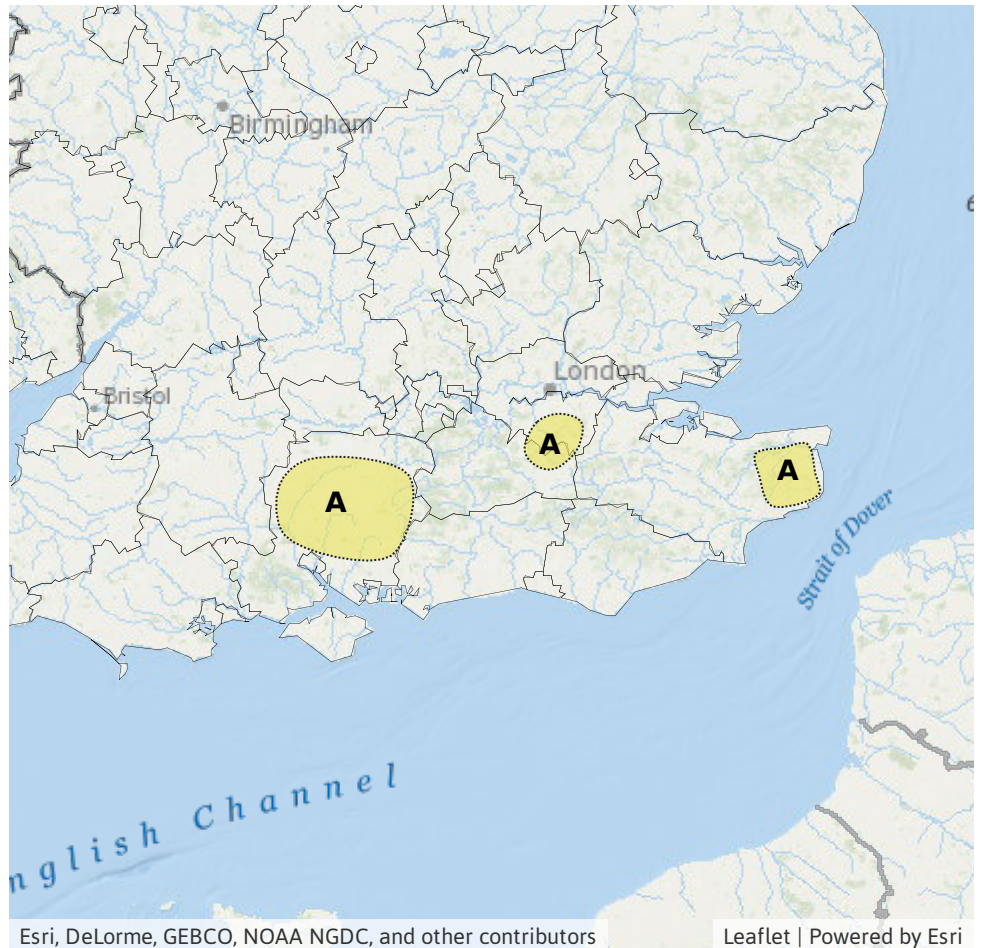 Birmingham
6
London
Bristol
A
A
A
Strait of Dover
nglish Channel
Esri, DeLorme, GEBCO, NOAA NGDC, and other contributors
Leaflet | Powered by Esri